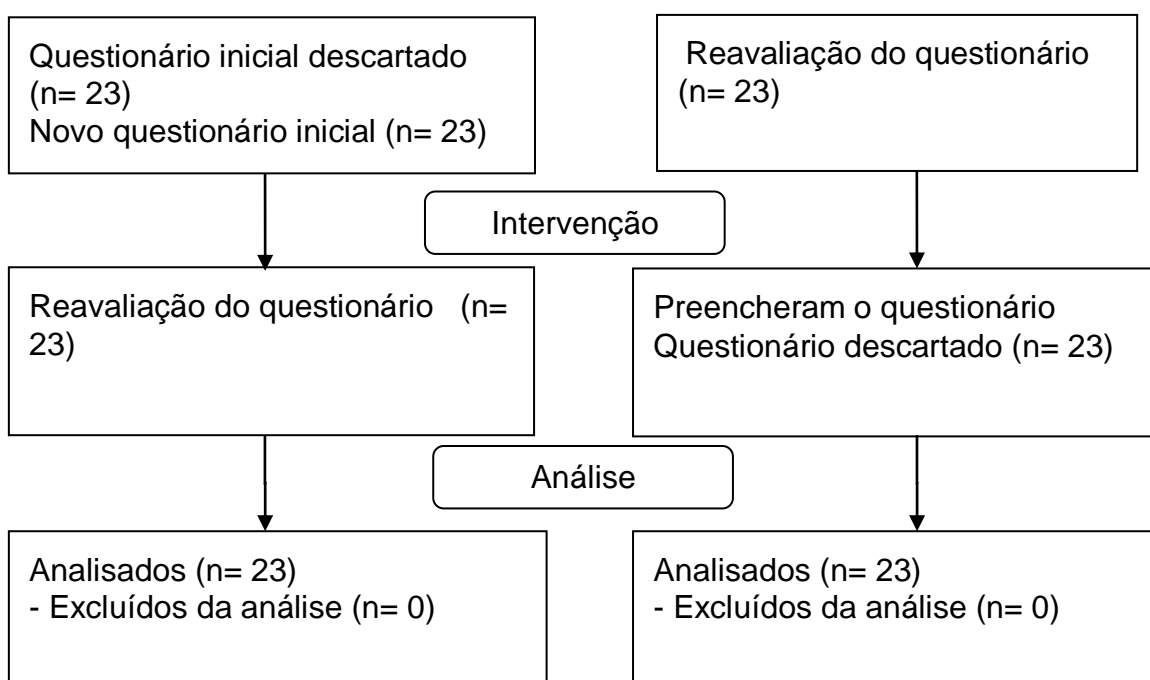 Questionário inicial descartado
(n= 23)
Novo questionário inicial (n= 23)
Reavaliação do questionário
(n= 23)
Intervenção
Reavaliação do questionário (n=
23)
Preencheram o questionário
Questionário descartado (n= 23)
Análise
Analisados (n= 23)
- Excluídos da análise (n= 0)
Analisados (n= 23)
- Excluídos da análise (n= 0)